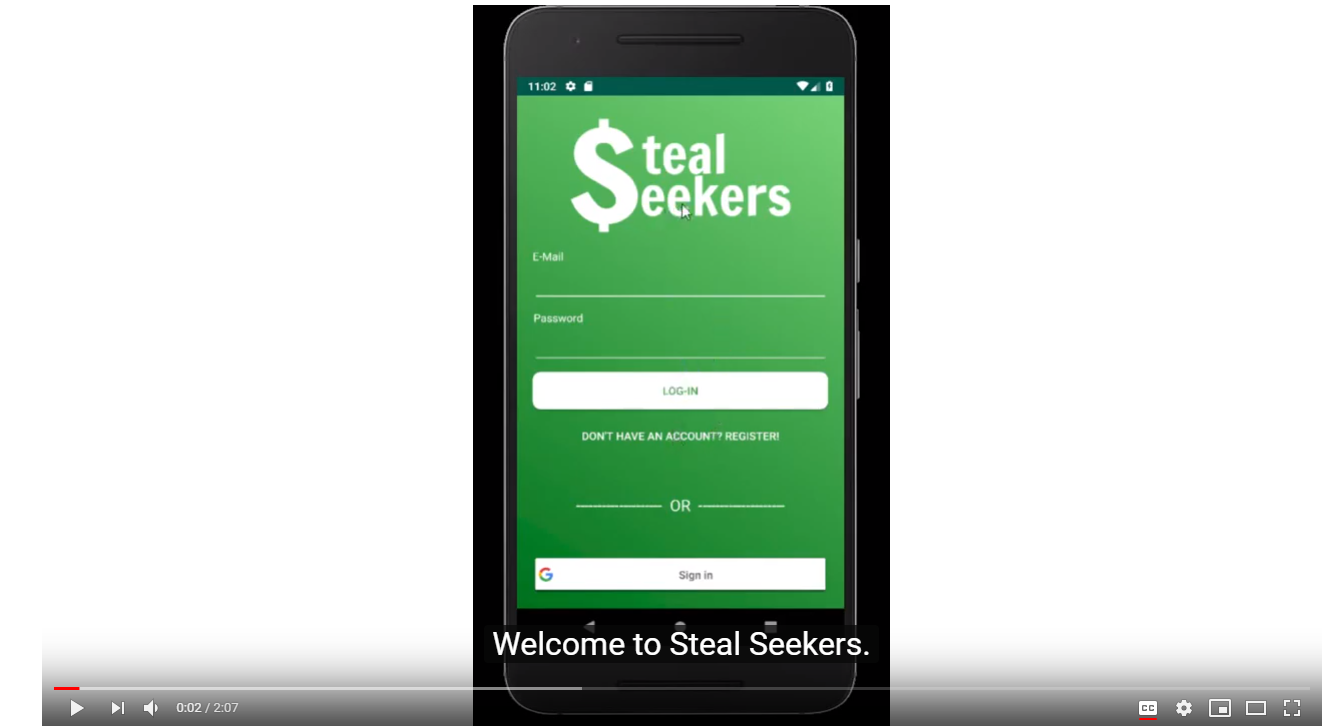 11:02
$teal
Seekers
E-Mail
Password
LOG-IN
DON'T HAVE AN ACCOUNT? REGISTER!
OR
G Sign in
Welcome to Steal Seekers.
0:02 / 2:07
CC